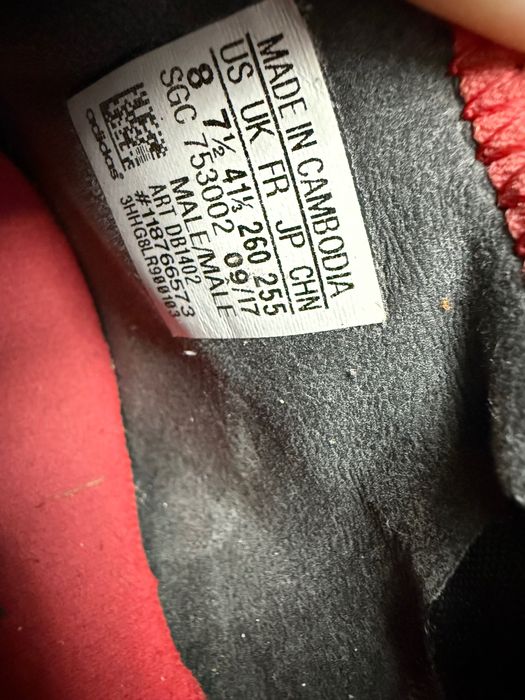 MADE IN CAMBODIA
US UK FR JP CHN
8 7½ 41⅓ 260 255
SGC 753002 09/17
MALE/MALE
ART DB1402
#118766573
3HHG8LR900103
adidas